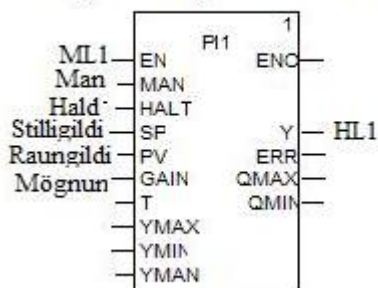 1
PI1
ML1 EN ENO
Man MAN
Hald HALT
Stilligildi SP Y HL1
Raungildi PV ERR
Mögnun GAIN QMAX
T QMIN
YMAX
YMIN
YMAN